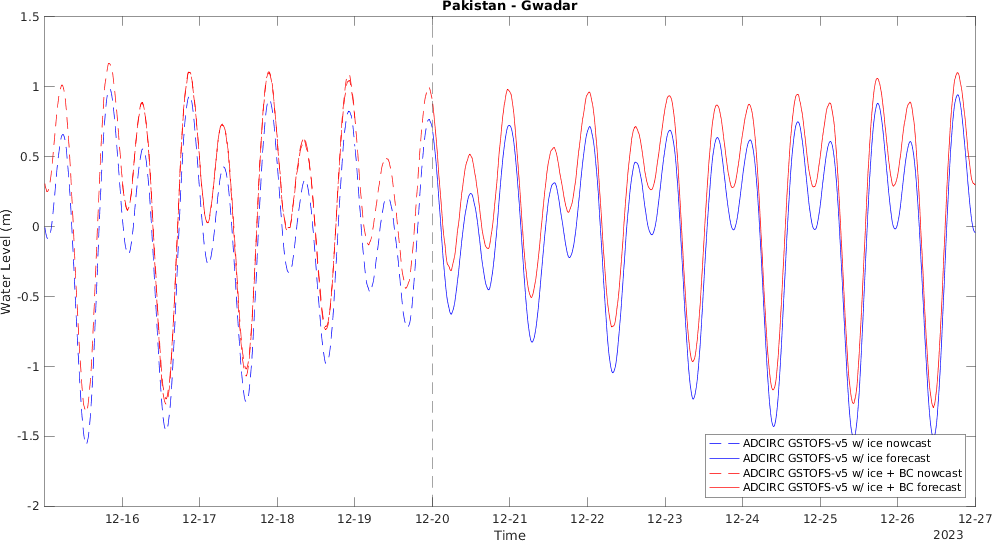 Pakistan - Gwadar
1.5
1
0.5
0
-0.5
-1
-1.5
-2
Water Level (m)
12-16 12-17 12-18 12-19 12-20 12-21 12-22 12-23 12-24 12-25 12-26 12-27
Time
2023
ADCIRC GSTOFS-v5 w/ ice nowcast
ADCIRC GSTOFS-v5 w/ ice forecast
ADCIRC GSTOFS-v5 w/ ice + BC nowcast
ADCIRC GSTOFS-v5 w/ ice + BC forecast